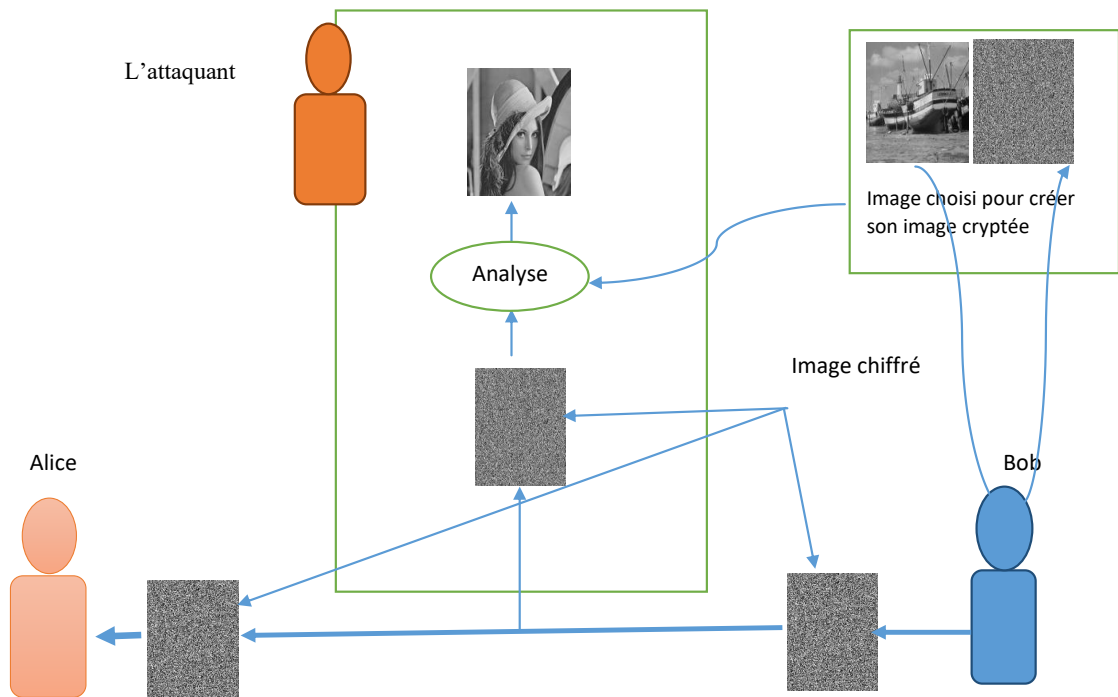 L’attaquant
Image choisi pour créer
son image cryptée
Analyse
Image chiffré
Alice
Bob